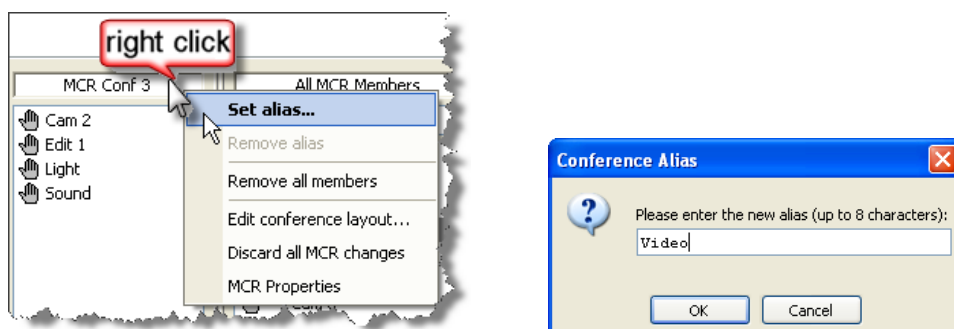 right click
MCR Conf 3
All MCR Members
Cam 2
Edit 1
Light
Sound
Set alias...
Remove alias
Remove all members
Edit conference layout...
Discard all MCR changes
MCR Properties
Conference Alias
Please enter the new alias (up to 8 characters):
Video
OK Cancel